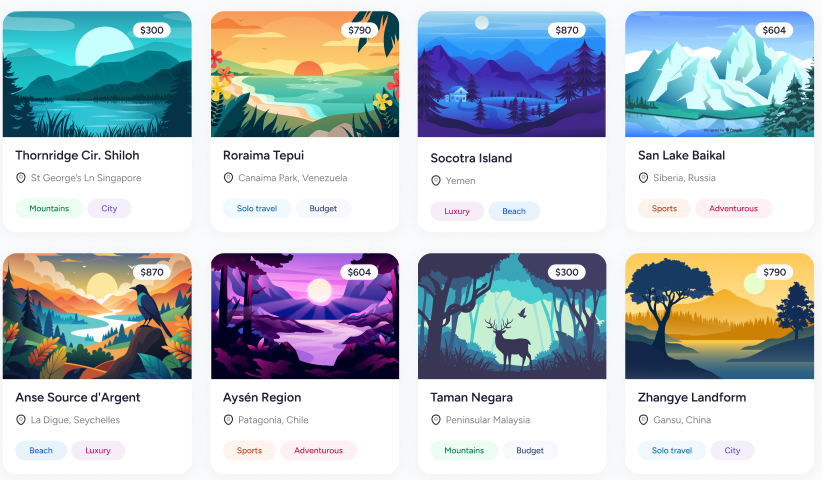 $300
Thornridge Cir. Shiloh
St George's Ln Singapore
Mountains City
$790
Roraima Tepui
Canaima Park, Venezuela
Solo travel Budget
$870
Socotra Island
Yemen
Luxury Beach
$604
San Lake Baikal
Siberia, Russia
Sports Adventurous
$870
Anse Source d'Argent
La Digue, Seychelles
Beach Luxury
$604
Aysén Region
Patagonia, Chile
Sports Adventurous
$300
Taman Negara
Peninsular Malaysia
Mountains Budget
$790
Zhangye Landform
Gansu, China
Solo travel City